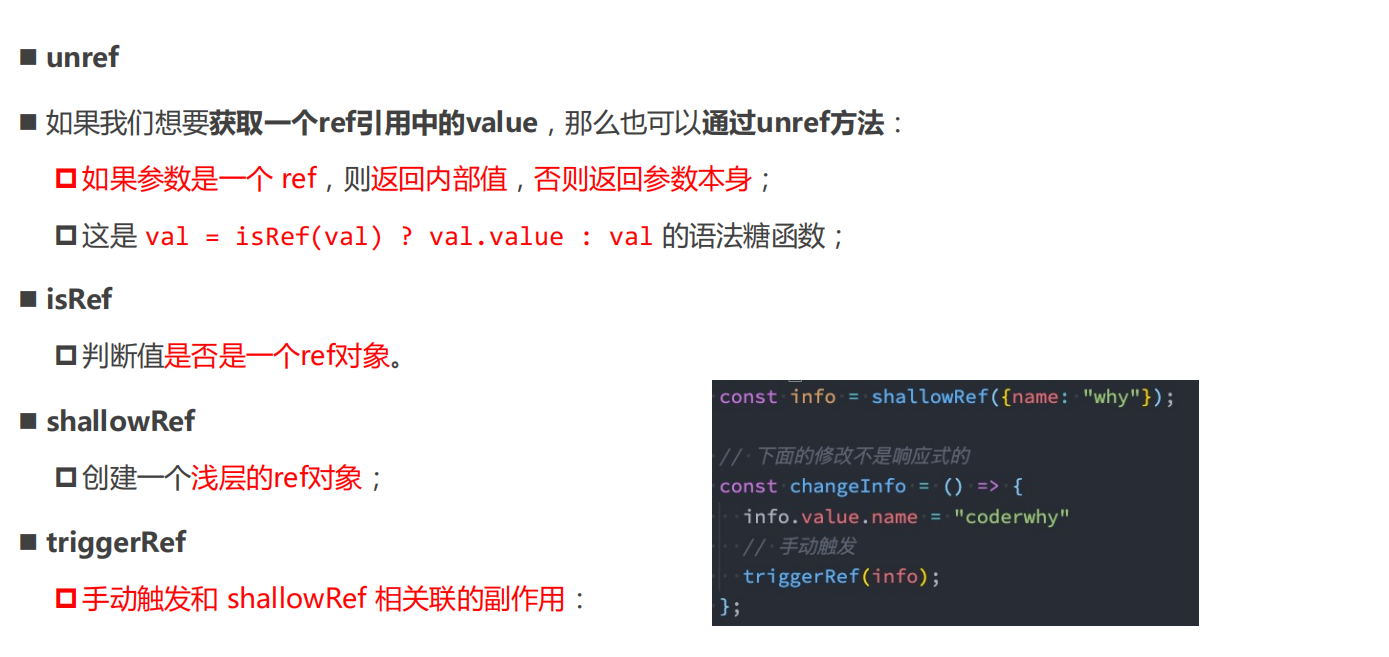 unref
如果我们想要获取一个ref引用中的value，那么也可以通过unref方法：
如果参数是一个 ref，则返回内部值，否则返回参数本身；
这是 val = isRef(val) ? val.value : val 的语法糖函数；
isRef
判断值是否是一个ref对象。
shallowRef
创建一个浅层的ref对象；
triggerRef
手动触发和 shallowRef 相关联的副作用：
const info = shallowRef({name: "why"});
// 下面的修改不是响应式的
const changeInfo = () => {
info.value.name = "coderwhy"
// 手动触发
triggerRef(info);
};